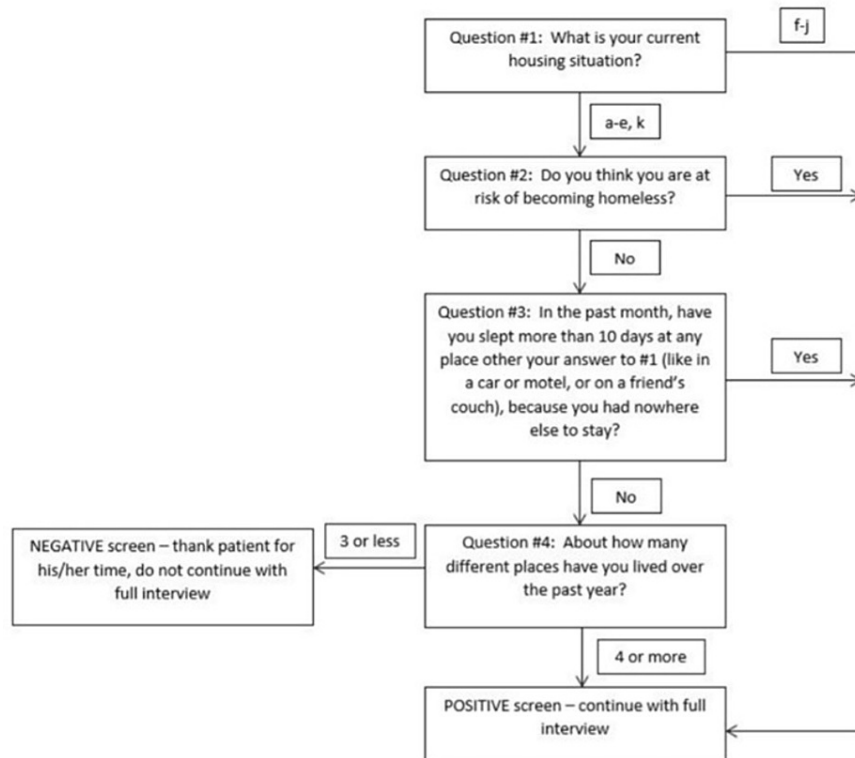 Question #1: What is your current
housing situation?
f-j
a-e, k
Question #2: Do you think you are at
risk of becoming homeless?
Yes
No
Question #3: In the past month, have
you slept more than 10 days at any
place other your answer to #1 (like in
a car or motel, or on a friend's
couch), because you had nowhere
else to stay?
Yes
No
NEGATIVE screen – thank patient for
his/her time, do not continue with
full interview
3 or less
Question #4: About how many
different places have you lived over
the past year?
4 or more
POSITIVE screen – continue with full
interview